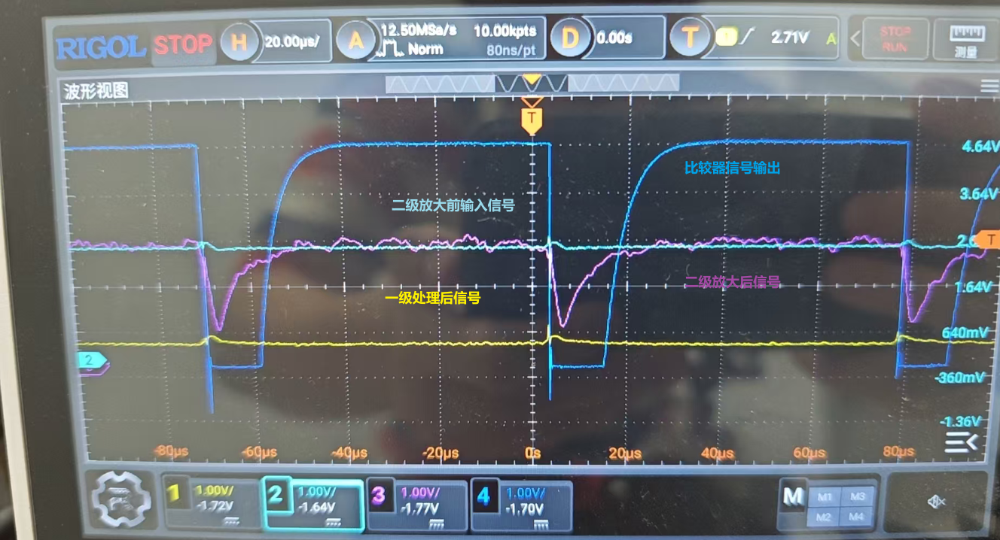 RIGOL STOP H 20.00μs/ A 12.50MSa/s 10.00kpts D 0.00s T 1 2.71V A < STOP RUN
Norm 80ns/pt
测量
波形视图
T
4.64V
比较器信号输出
3.64V
二级放大前输入信号
T
二级放大后信号
1.64V
一级处理后信号
640mV
2
-360mV
-1.36V
-80μs -60μs -40μs -20μs 0s 20μs 40μs 60μs 80μs
1 1.00V/ 2 1.00V/ 3 1.00V/ 4 1.00V/ M M1 M3
-1.72V -1.64V -1.77V -1.70V M2 M4